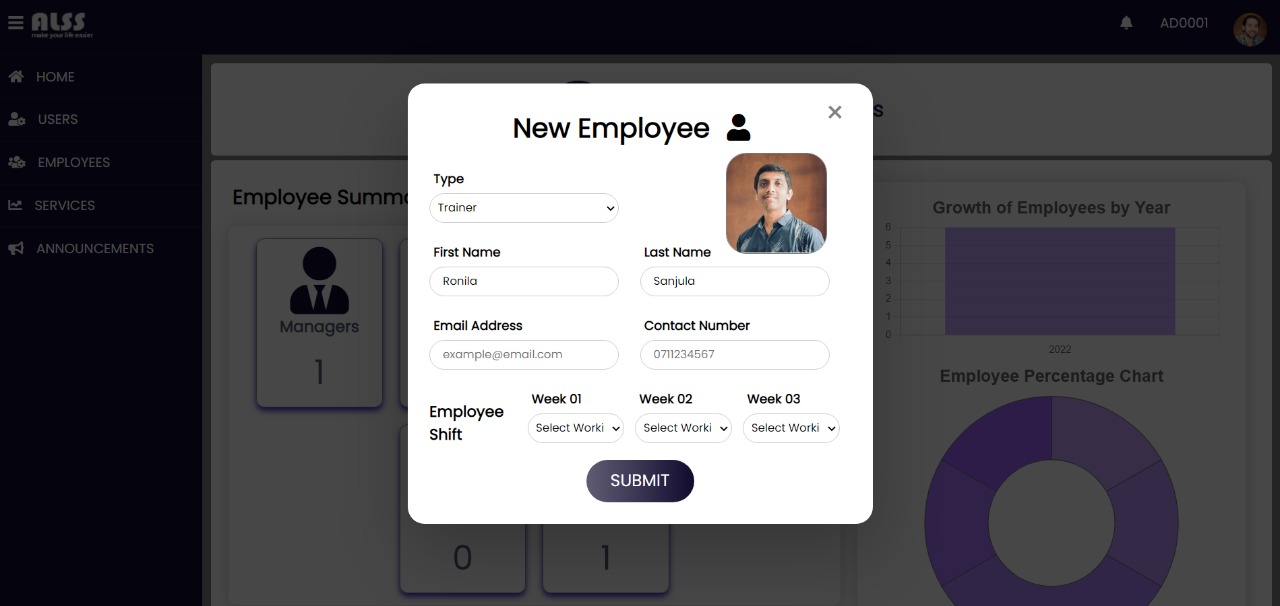 ALSS
make your life easier
AD0001
HOME
USERS
EMPLOYEES
SERVICES
ANNOUNCEMENTS
s
Employee Summa
Managers
1
0
1
New Employee
Type
Trainer
First Name
Last Name
Ronila
Sanjula
Email Address
Contact Number
example@email.com
0711234567
Employee
Shift
Week 01
Week 02
Week 03
Select Worki
Select Worki
Select Worki
SUBMIT
Growth of Employees by Year
6
5
4
3
2
1
0
2022
Employee Percentage Chart